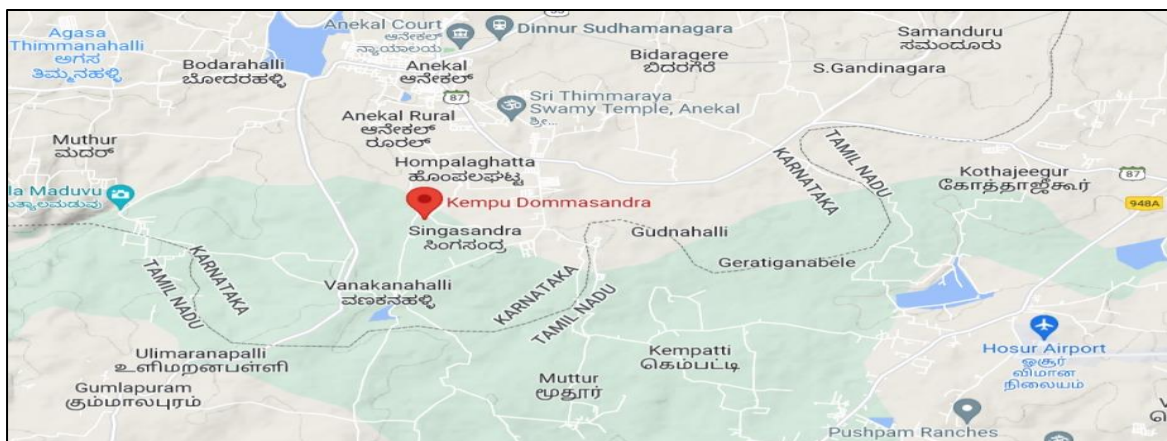 Agasa
Thimmanahalli
ಅಗಸ
ತಿಮ್ಮನಹಳ್ಳಿ
Bodarahalli
ಬೋದರಹಳ್ಳಿ
Anekal Court
ಆನೇಕಲ್
ನ್ಯಾಯಾಲಯ
Dinnur Sudhamanagara
Anekal
ಆನೇಕಲ್
87
Bidaragere
ಬಿದರಗೆರೆ
Samanduru
ಸಮಂದೂರು
S.Gandinagara
Sri Thimmaraya
Swamy Temple, Anekal
Anekal Rural
ಆನೇಕಲ್
ರೂರಲ್
Muthur
ಮದರ್
Hompalaghatta
ಹೊಂಪಲಘಟ್ಟ
KARNATAKA
TAMIL NADU
Kothajeegur
ಕೋತ್ತಾಜೀಕೂರ್
87
948A
la Maduvu
Kempu Dommasandra
Singasandra
ಸಿಂಗಸಂದ್ರ
Gudnahalli
Geratiganabele
KARNATAKA
TAMIL NADU
Vanakanahalli
ವಣಕನಹಳ್ಳಿ
KARNATAKA
TAMIL NADU
Ulimaranapalli
உளிமறனபள்ளி
Gumlapuram
கும்மாலபுரம்
Kempatti
கெம்பட்டி
Muttur
மூதூர்
Hosur Airport
ஓசூர்
விமான
நிலையம்
Pushpam Ranches